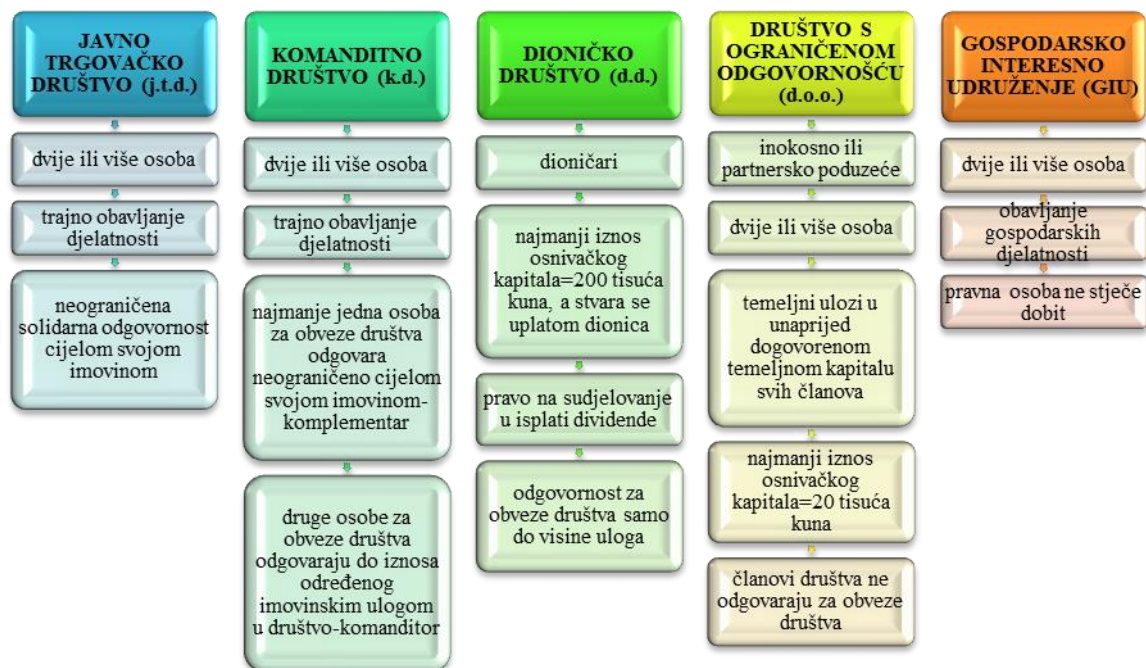 JAVNO
TRGOVAČKO
DRUŠTVO (j.t.d.)
dvije ili više osoba
trajno obavljanje
djelatnosti
neograničena
solidarna odgovornost
cijelom svojom
imovinom
KOMANDITNO
DRUŠTVO (k.d.)
dvije ili više osoba
trajno obavljanje
djelatnosti
najmanje jedna osoba
za obveze društva
odgovara
neograničeno cijelom
svojom imovinom-
komplementar
druge osobe za
obveze društva
odgovaraju do iznosa
određenog
imovinskim ulogom
u društvo-komanditor
DIONIČKO
DRUŠTVO (d.d.)
dioničari
najmanji iznos
osnivačkog
kapitala=200 tisuća
kuna, a stvara se
uplatom dionica
pravo na sudjelovanje
u isplati dividende
odgovornost za
obveze društva samo
do visine uloga
DRUŠTVO S
OGRANIČENOM
ODGOVORNOŠĆU
(d.o.o.)
inokosno ili
partnersko poduzeće
dvije ili više osoba
temeljni ulozi u
unaprijed
dogovorenom
temeljnom kapitalu
svih članova
najmanji iznos
osnivačkog
kapitala=20 tisuća
kuna
članovi društva ne
odgovaraju za obveze
društva
GOSPODARSKO
INTERESNO
UDRUŽENJE (GIU)
dvije ili više osoba
obavljanje
gospodarskih
djelatnosti
pravna osoba ne stječe
dobit